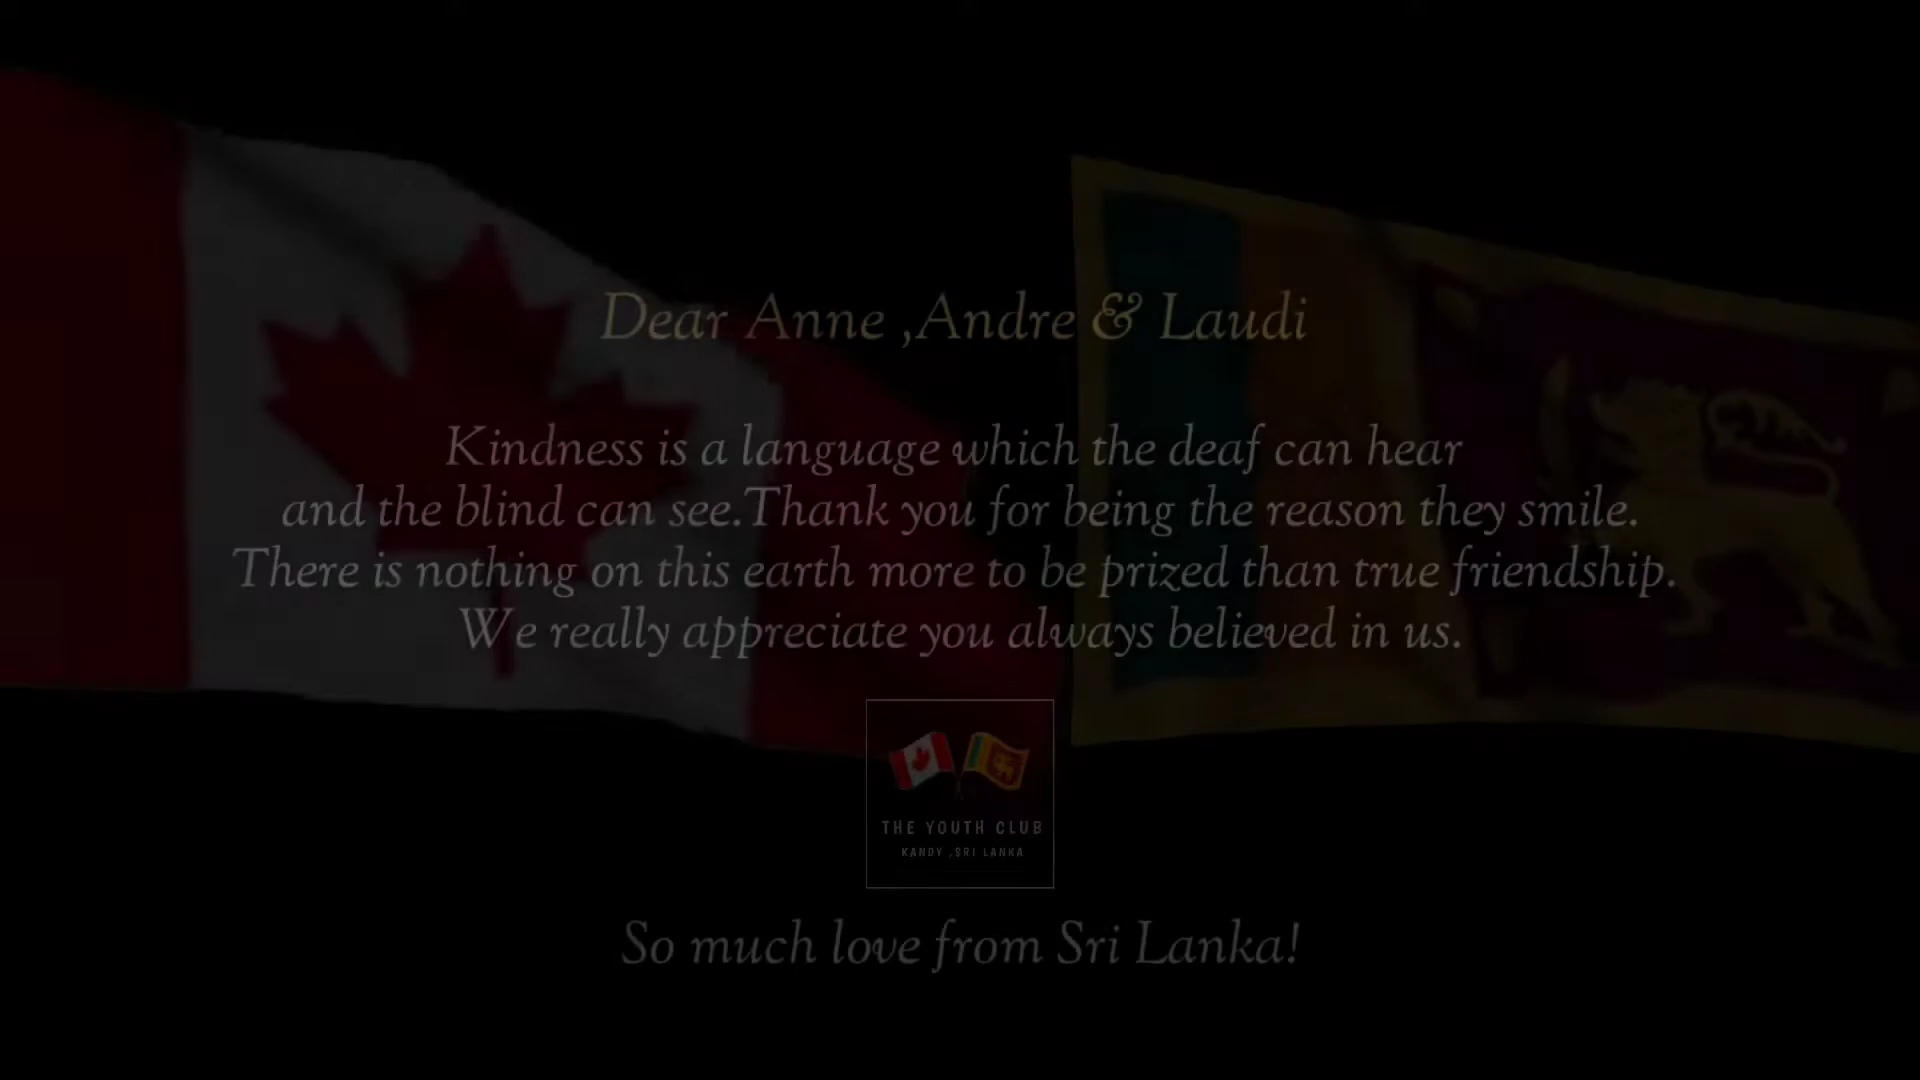 Dear Anne ,Andre & Laudi
Kindness is a language which the deaf can hear
and the blind can see.Thank you for being the reason they smile.
There is nothing on this earth more to be prized than true friendship.
We really appreciate you always believed in us.
THE YOUTH CLUB
KANDY ,SRI LANKA
So much love from Sri Lanka!